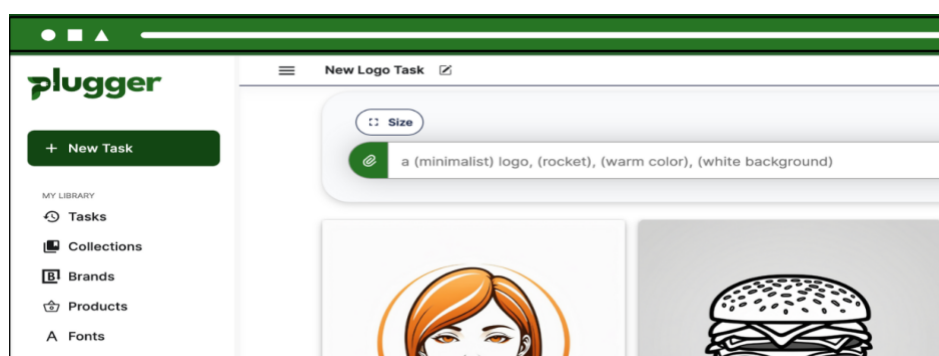 plugger
New Logo Task
Size
+ New Task
a (minimalist) logo, (rocket), (warm color), (white background)
MY LIBRARY
Tasks
Collections
B Brands
Products
A Fonts